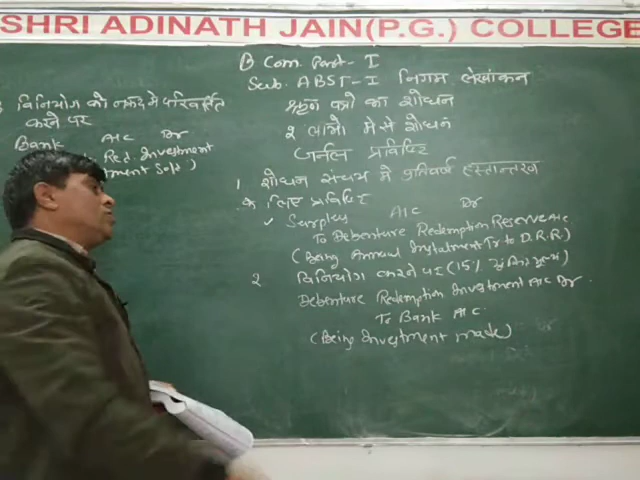 SHRI ADINATH JAIN(P.G.) COLLEGE
B Com. Part - I
Sub. ABST-I निगम लेखांकन
ऋण पत्रों का शोधन
2 लाभों में से शोधन
जर्नल प्रविष्टि
1 शोधन संचय में प्रतिवर्ष हस्तान्तरण
के लिए प्रविष्टि
✓ Surplus A/C Dr
To Debenture Redemption Reserve A/c.
(Being Annual Instalment Tr to D.R.R)
2 विनियोग करने पर (15%
Debenture Redemption Investment A/C Dr.
To Bank A/C.
(Being Investment made)
3 विनियोग को नकद में परिवर्तित
करने पर
Bank A/C Dr
Red. Investment
ment Sold.)